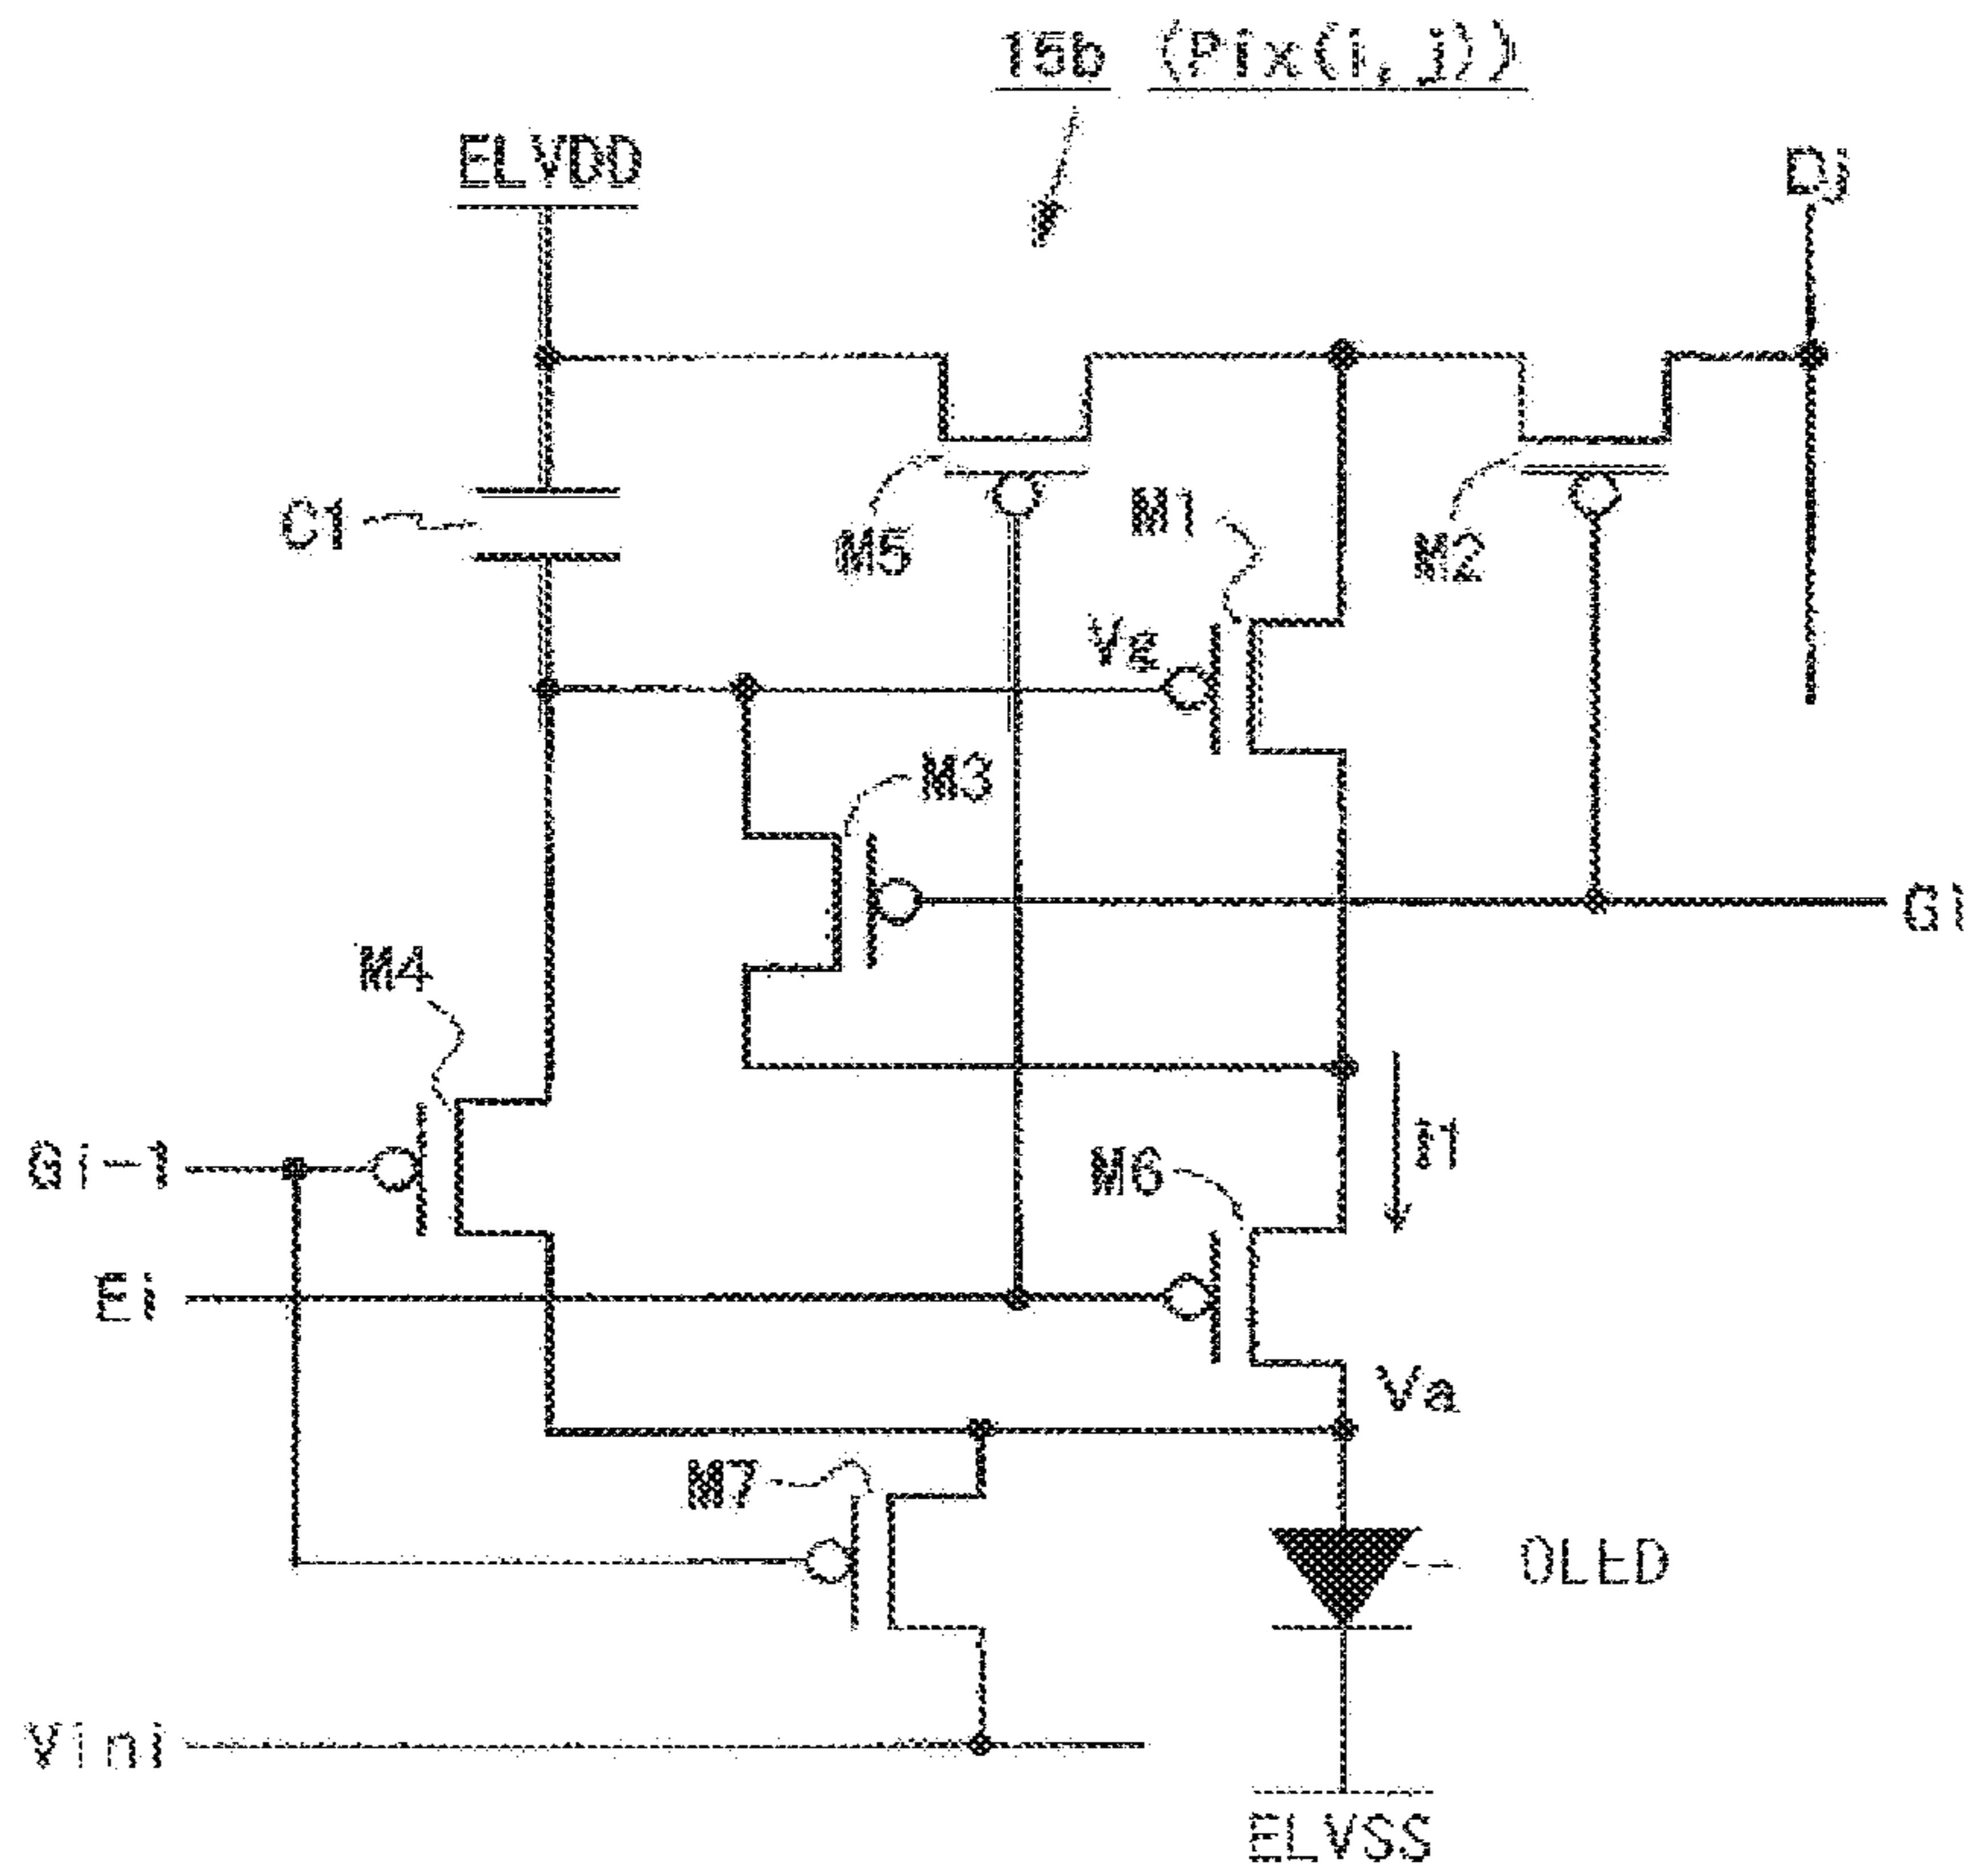 15b (Pix(i,j))
ELVDD
Dj
C1
M5
M1
M2
Vg
M3
Gi
M4
Gi-1
M6
I1
Ei
Va
M7
OLED
Vini
ELVSS